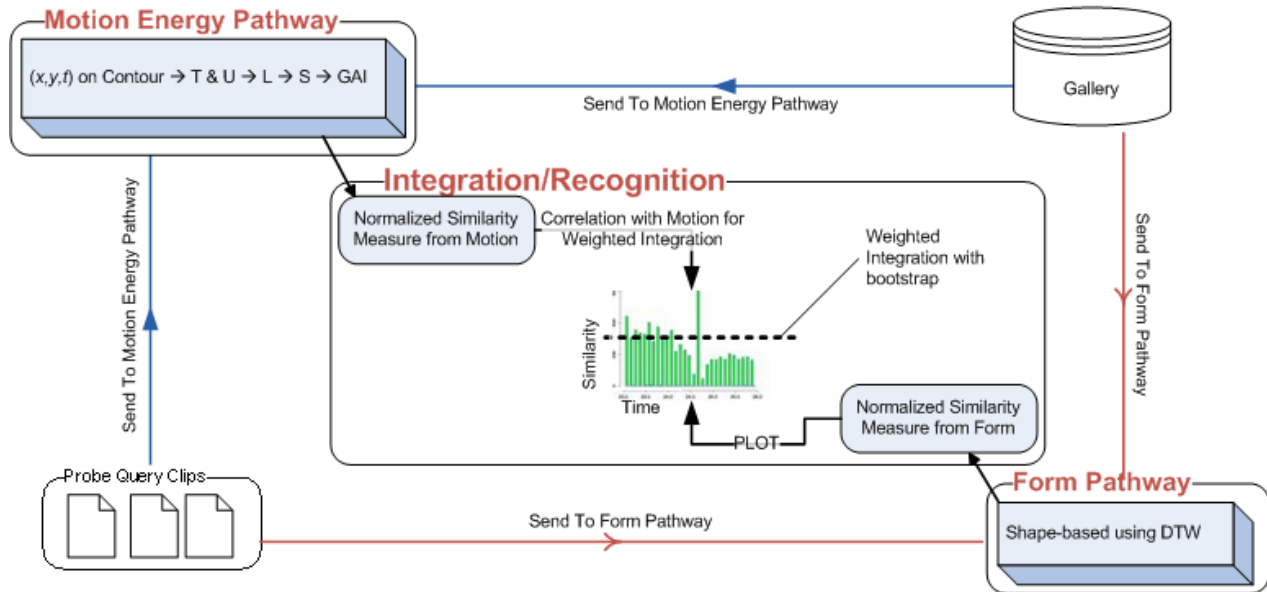 Motion Energy Pathway
(x,y,t) on Contour → T & U → L → S → GAI
Gallery
Send To Motion Energy Pathway
Send To Motion Energy Pathway
Send To Form Pathway
Integration/Recognition
Normalized Similarity
Measure from Motion
Correlation with Motion for
Weighted Integration
Weighted
Integration with
bootstrap
Similarity
Time
PLOT
Normalized Similarity
Measure from Form
Probe Query Clips
Send To Form Pathway
Form Pathway
Shape-based using DTW